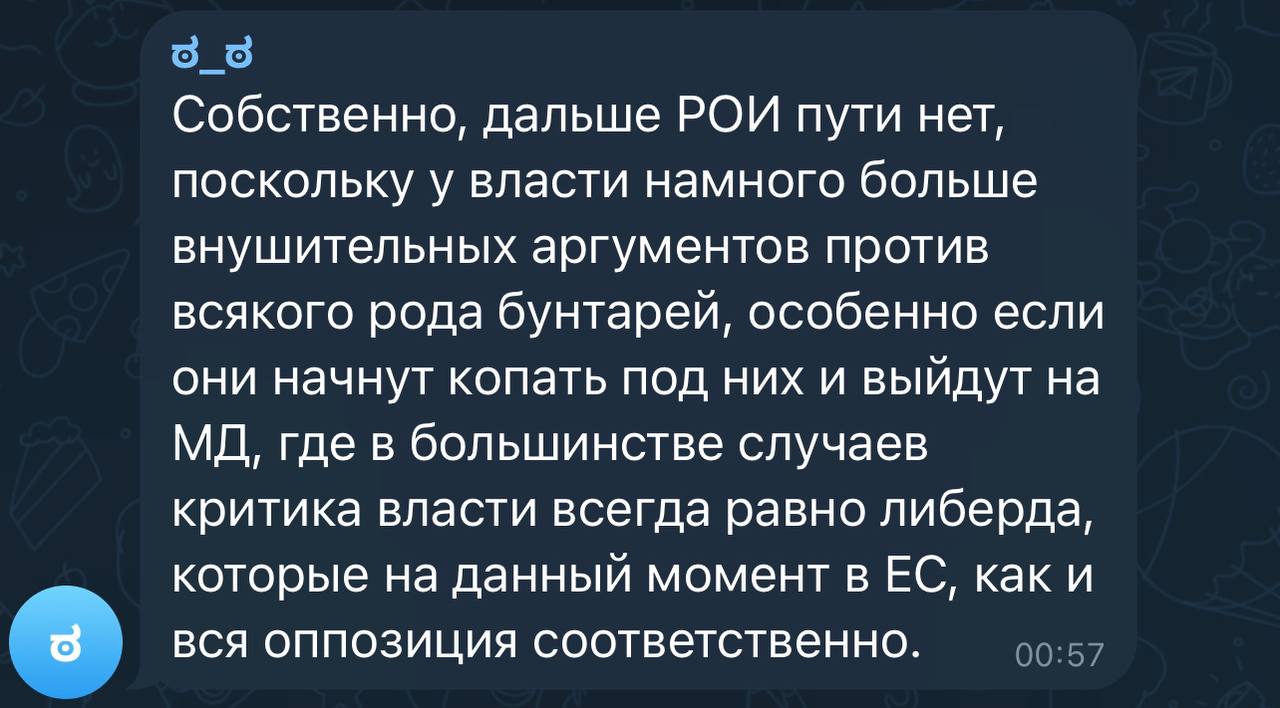 ಠ_ಠ
Собственно, дальше РОИ пути нет,
поскольку у власти намного больше
внушительных аргументов против
всякого рода бунтарей, особенно если
они начнут копать под них и выйдут на
МД, где в большинстве случаев
критика власти всегда равно либерда,
которые на данный момент в ЕС, как и
вся оппозиция соответственно.
00:57
ಠ